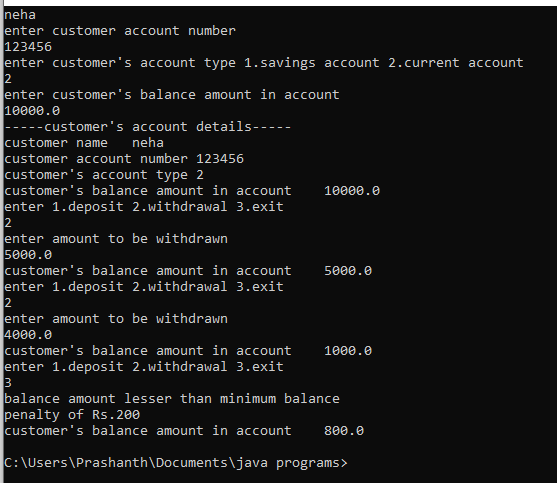 neha
enter customer account number
123456
enter customer's account type 1.savings account 2.current account
2
enter customer's balance amount in account
10000.0
-----customer's account details-----
customer name   neha
customer account number 123456
customer's account type 2
customer's balance amount in account    10000.0
enter 1.deposit 2.withdrawal 3.exit
2
enter amount to be withdrawn
5000.0
customer's balance amount in account    5000.0
enter 1.deposit 2.withdrawal 3.exit
2
enter amount to be withdrawn
4000.0
customer's balance amount in account    1000.0
enter 1.deposit 2.withdrawal 3.exit
3
balance amount lesser than minimum balance
penalty of Rs.200
customer's balance amount in account    800.0
C:\Users\Prashanth\Documents\java programs>